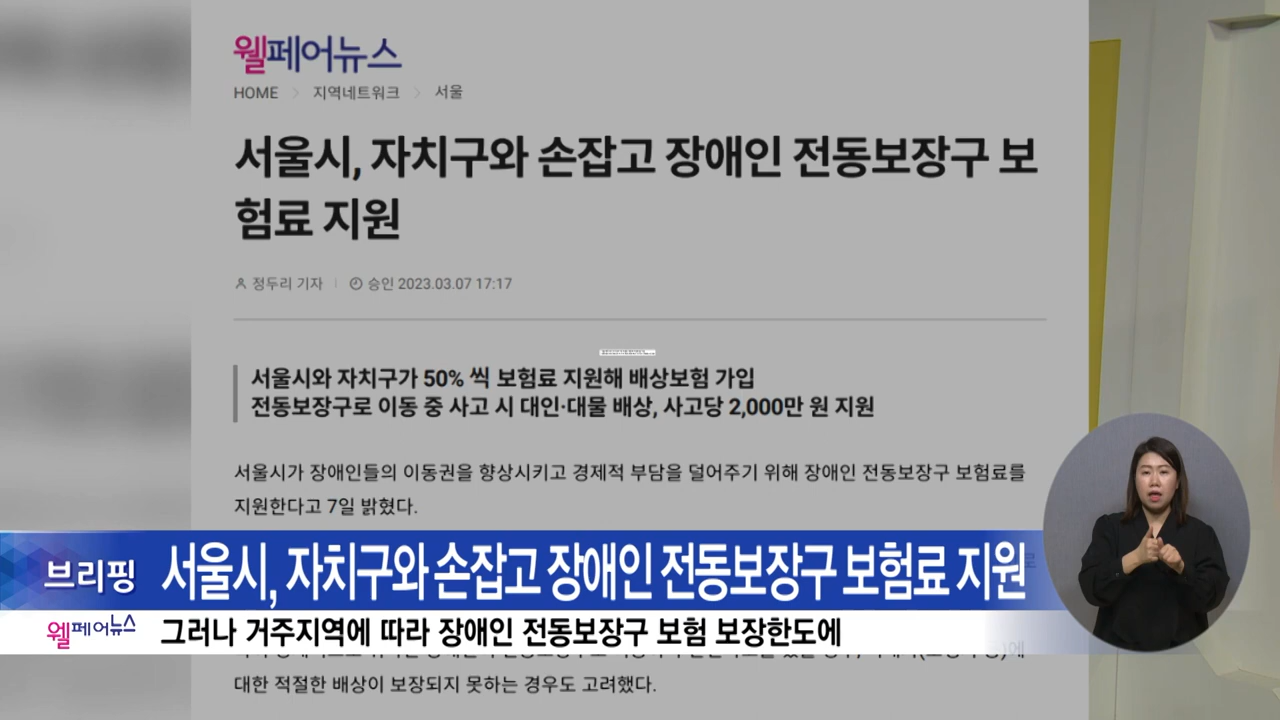 웰페어뉴스
HOME > 지역네트워크 > 서울
서울시, 자치구와 손잡고 장애인 전동보장구 보
험료 지원
정두리 기자 | 승인 2023.03.07 17:17
서울시와 자치구가 50% 씩 보험료 지원해 배상보험 가입
전동보장구로 이동 중 사고 시 대인·대물 배상, 사고당 2,000만 원 지원
서울시가 장애인들의 이동권을 향상시키고 경제적 부담을 덜어주기 위해 장애인 전동보장구 보험료를
지원한다고 7일 밝혔다.
브리핑 서울시, 자치구와 손잡고 장애인 전동보장구 보험료 지원
웰페어뉴스 그러나 거주지역에 따라 장애인 전동보장구 보험 보장한도에
대한 적절한 배상이 보장되지 못하는 경우도 고려했다.